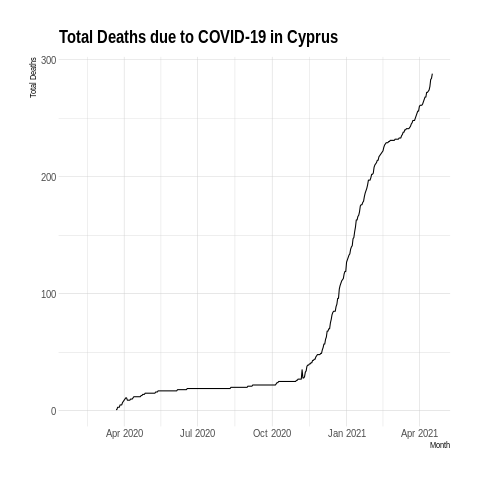 Total Deaths due to COVID-19 in Cyprus
Total Deaths
300
200
100
0
Apr 2020 Jul 2020 Oct 2020 Jan 2021 Apr 2021
Month